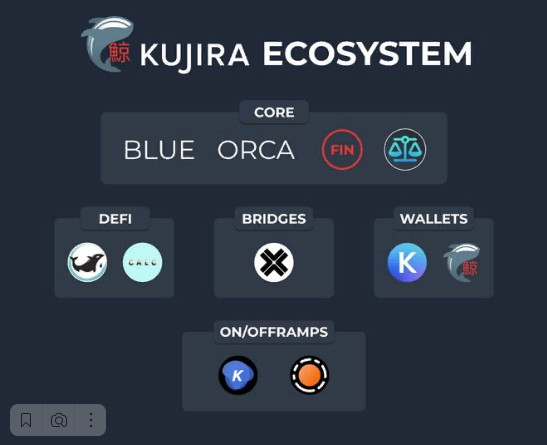 鯨 KUJIRA ECOSYSTEM
CORE
BLUE ORCA FIN
DEFI BRIDGES WALLETS
CALC K 鯨
ON/OFFRAMPS
K